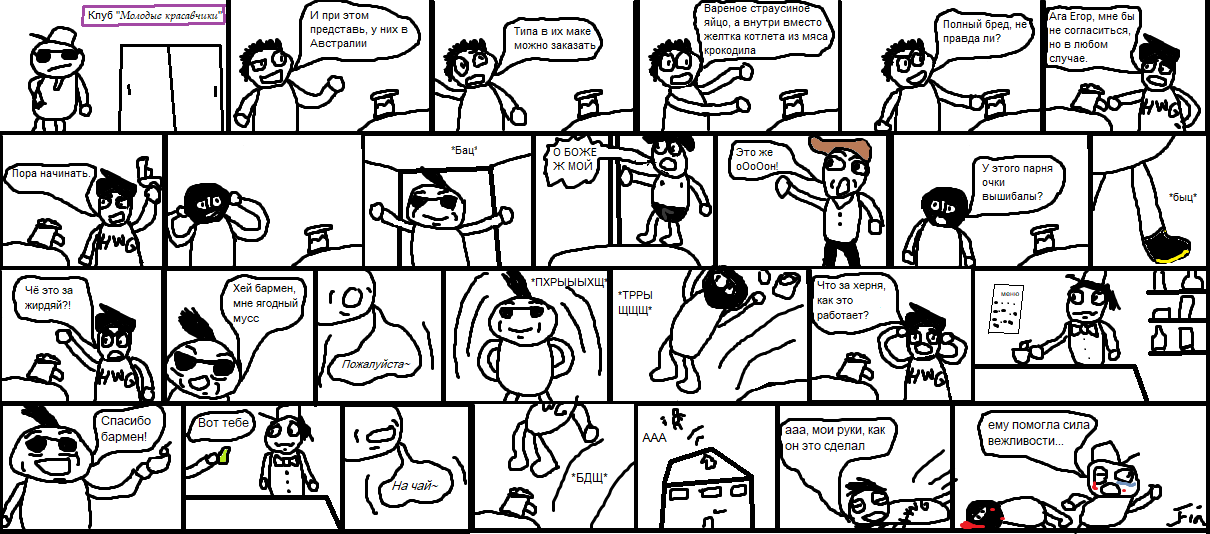 Клуб "Молодые красавчики"
И при этом
представь, у них в
Австралии
Типа в их маке
можно заказать
Вареное страусиное
яйцо, а внутри вместо
желтка котлета из мяса
крокодила
Полный бред, не
правда ли?
Ага Егор, мне бы
не согласиться,
но в любом
случае.
HWG
Пора начинать.
HWG
*Бац*
О БОЖЕ
Ж МОЙ
Это же
оОоОон!
У этого парня
очки
вышибалы?
*быц*
Чё это за
жирдяй?!
HWG
Хей бармен,
мне ягодный
мусс
Пожалуйста~
*ПХРЫЫЫХЩ*
*ТРРЫ
ЩЩЩ*
Что за херня,
как это
работает?
HWG
меню
Спасибо
бармен!
Вот тебе
На чай~
HWG
*БДЩ*
ААА
ааа, мои руки, как
он это сделал
HWG
ему помогла сила
вежливости...
Fin